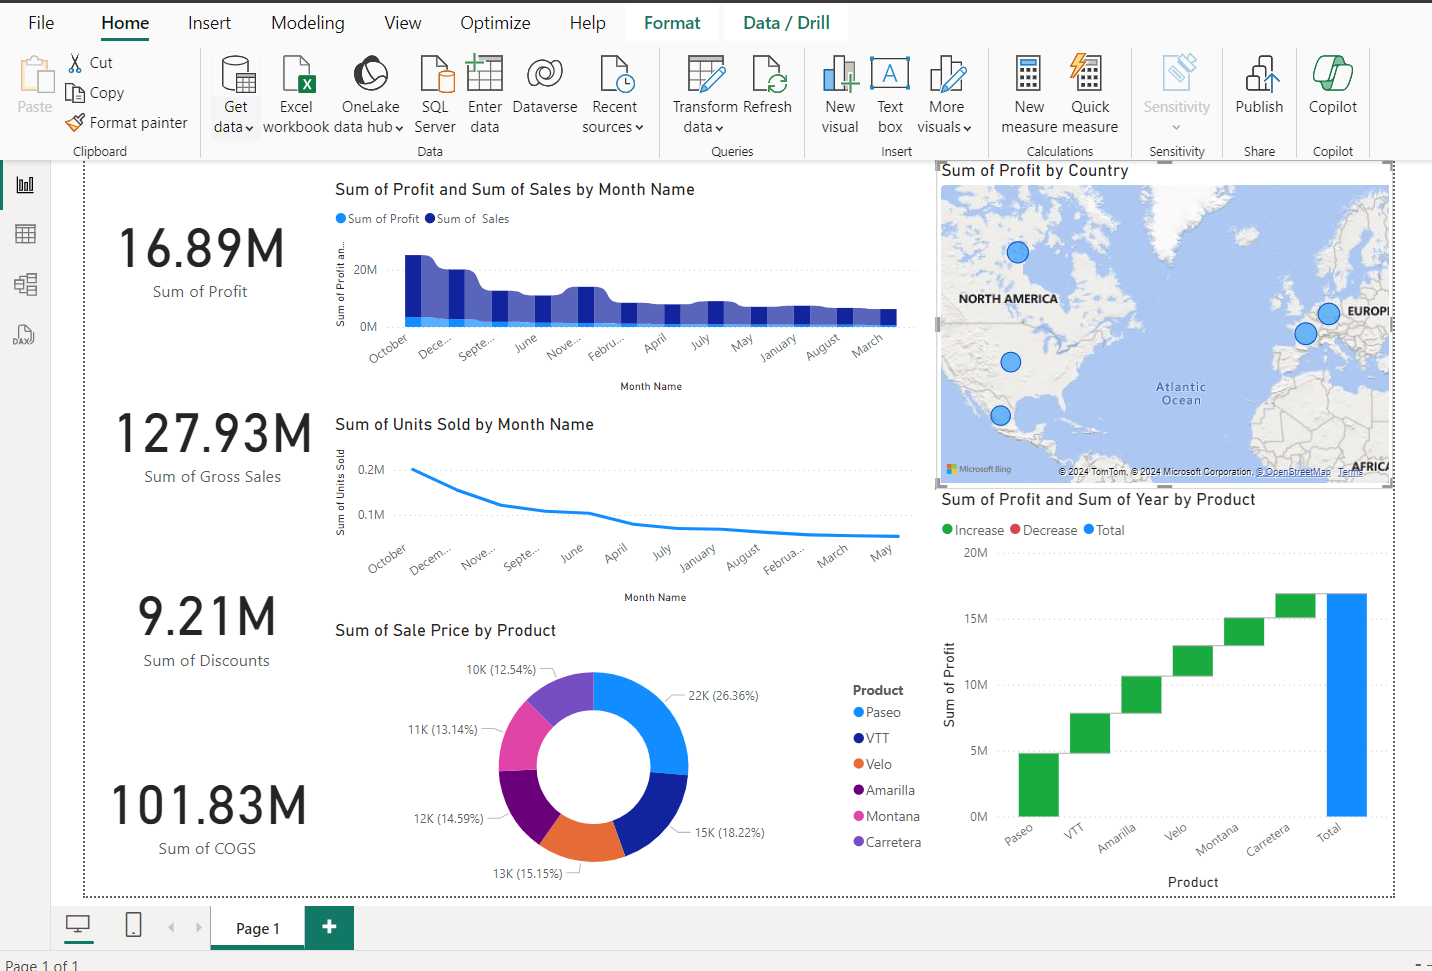 File Home Insert Modeling View Optimize Help Format Data / Drill
Paste
Cut
Copy
Format painter
Clipboard
Get data
Excel workbook
OneLake data hub
SQL Server
Enter data
Dataverse
Recent sources
Data
Transform data
Refresh
Queries
New visual
Text box
More visuals
Insert
New measure
Quick measure
Calculations
Sensitivity
Sensitivity
Publish
Share
Copilot
Copilot
DAX
16.89M
Sum of Profit
127.93M
Sum of Gross Sales
9.21M
Sum of Discounts
101.83M
Sum of COGS
Sum of Profit and Sum of Sales by Month Name
Sum of Profit Sum of Sales
Sum of Profit an...
20M
0M
October Dece... Septe... June Nove... Febru... April July May January August March
Month Name
Sum of Units Sold by Month Name
Sum of Units Sold
0.2M
0.1M
October Decem... Nove... Septe... June April July January August Februa... March May
Month Name
Sum of Sale Price by Product
10K (12.54%)
22K (26.36%)
11K (13.14%)
12K (14.59%)
15K (18.22%)
13K (15.15%)
Product
Paseo
VTT
Velo
Amarilla
Montana
Carretera
Sum of Profit by Country
NORTH AMERICA
EUROP
Atlantic
Ocean
AFRICA
Microsoft Bing
© 2024 TomTom, © 2024 Microsoft Corporation, © OpenStreetMap Terms
Sum of Profit and Sum of Year by Product
Increase Decrease Total
Sum of Profit
20M
15M
10M
5M
0M
Paseo VTT Amarilla Velo Montana Carretera Total
Product
Page 1
+
Page 1 of 1